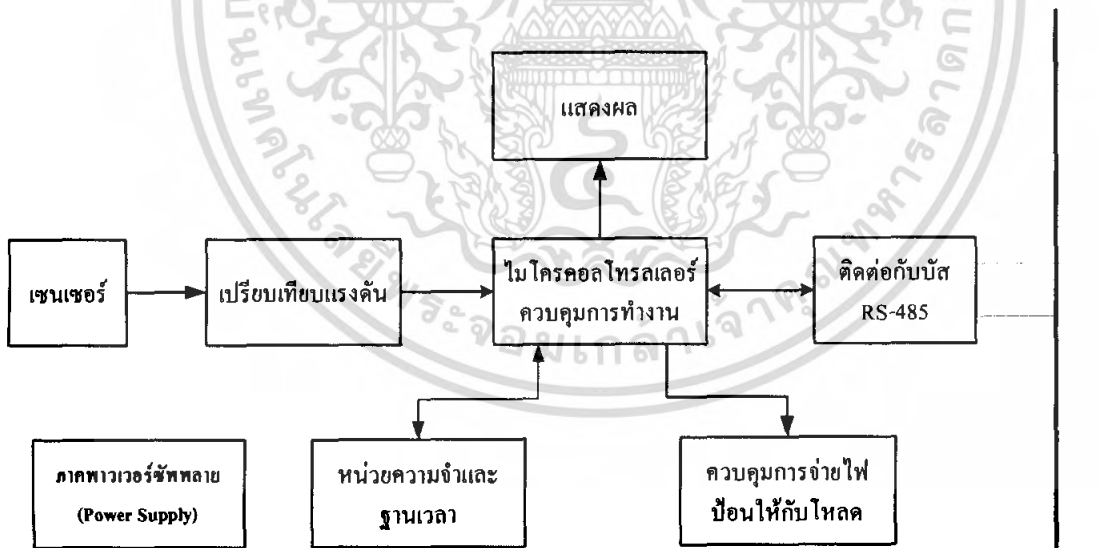 แสดงผล
เซนเซอร์
เปรียบเทียบแรงดัน
ไมโครคอลโทรลเลอร์
ควบคุมการทำงาน
ติดต่อกับบัส
RS-485
ภาคพาวเวอร์ซัพพลาย
(Power Supply)
หน่วยความจำและ
ฐานเวลา
ควบคุมการจ่ายไฟ
ป้อนให้กับโหลด